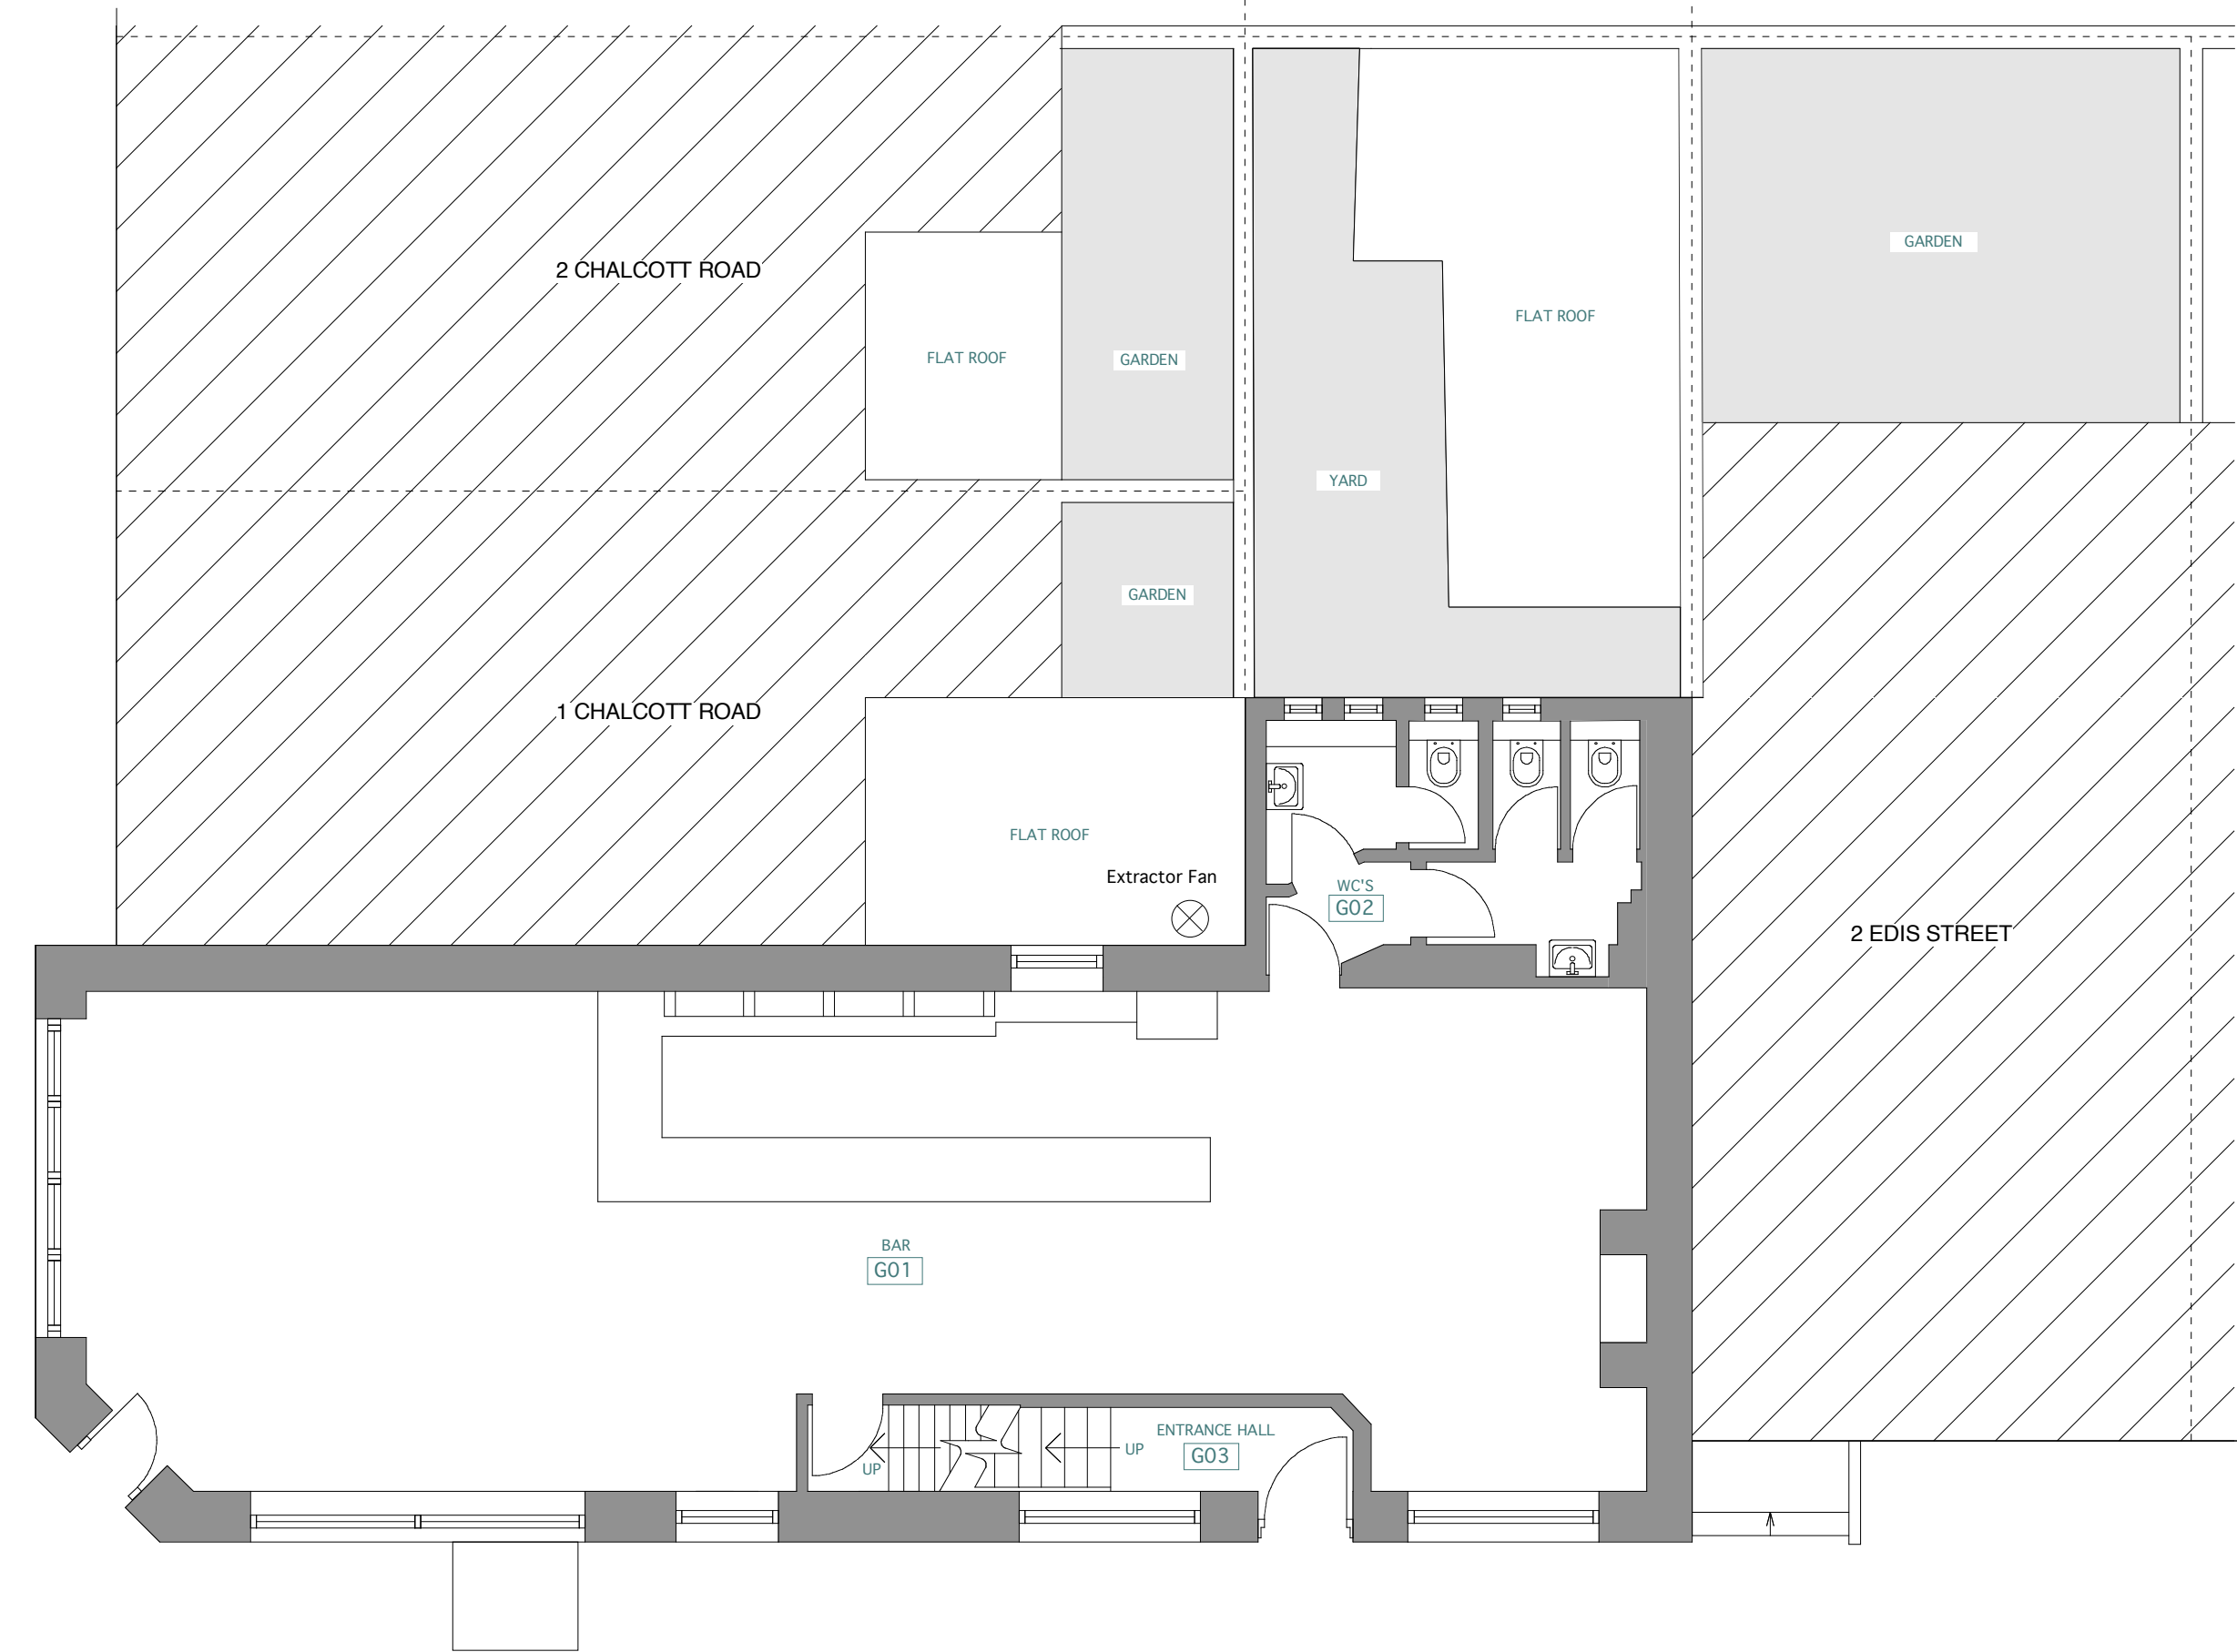 GARDEN
2 CHALCOTT ROAD
FLAT ROOF
FLAT ROOF
GARDEN
YARD
GARDEN
1 CHALCOTT ROAD
FLAT ROOF
Extractor Fan
WC'S
G02
2 EDIS STREET
BAR
G01
ENTRANCE HALL
G03
UP
UP